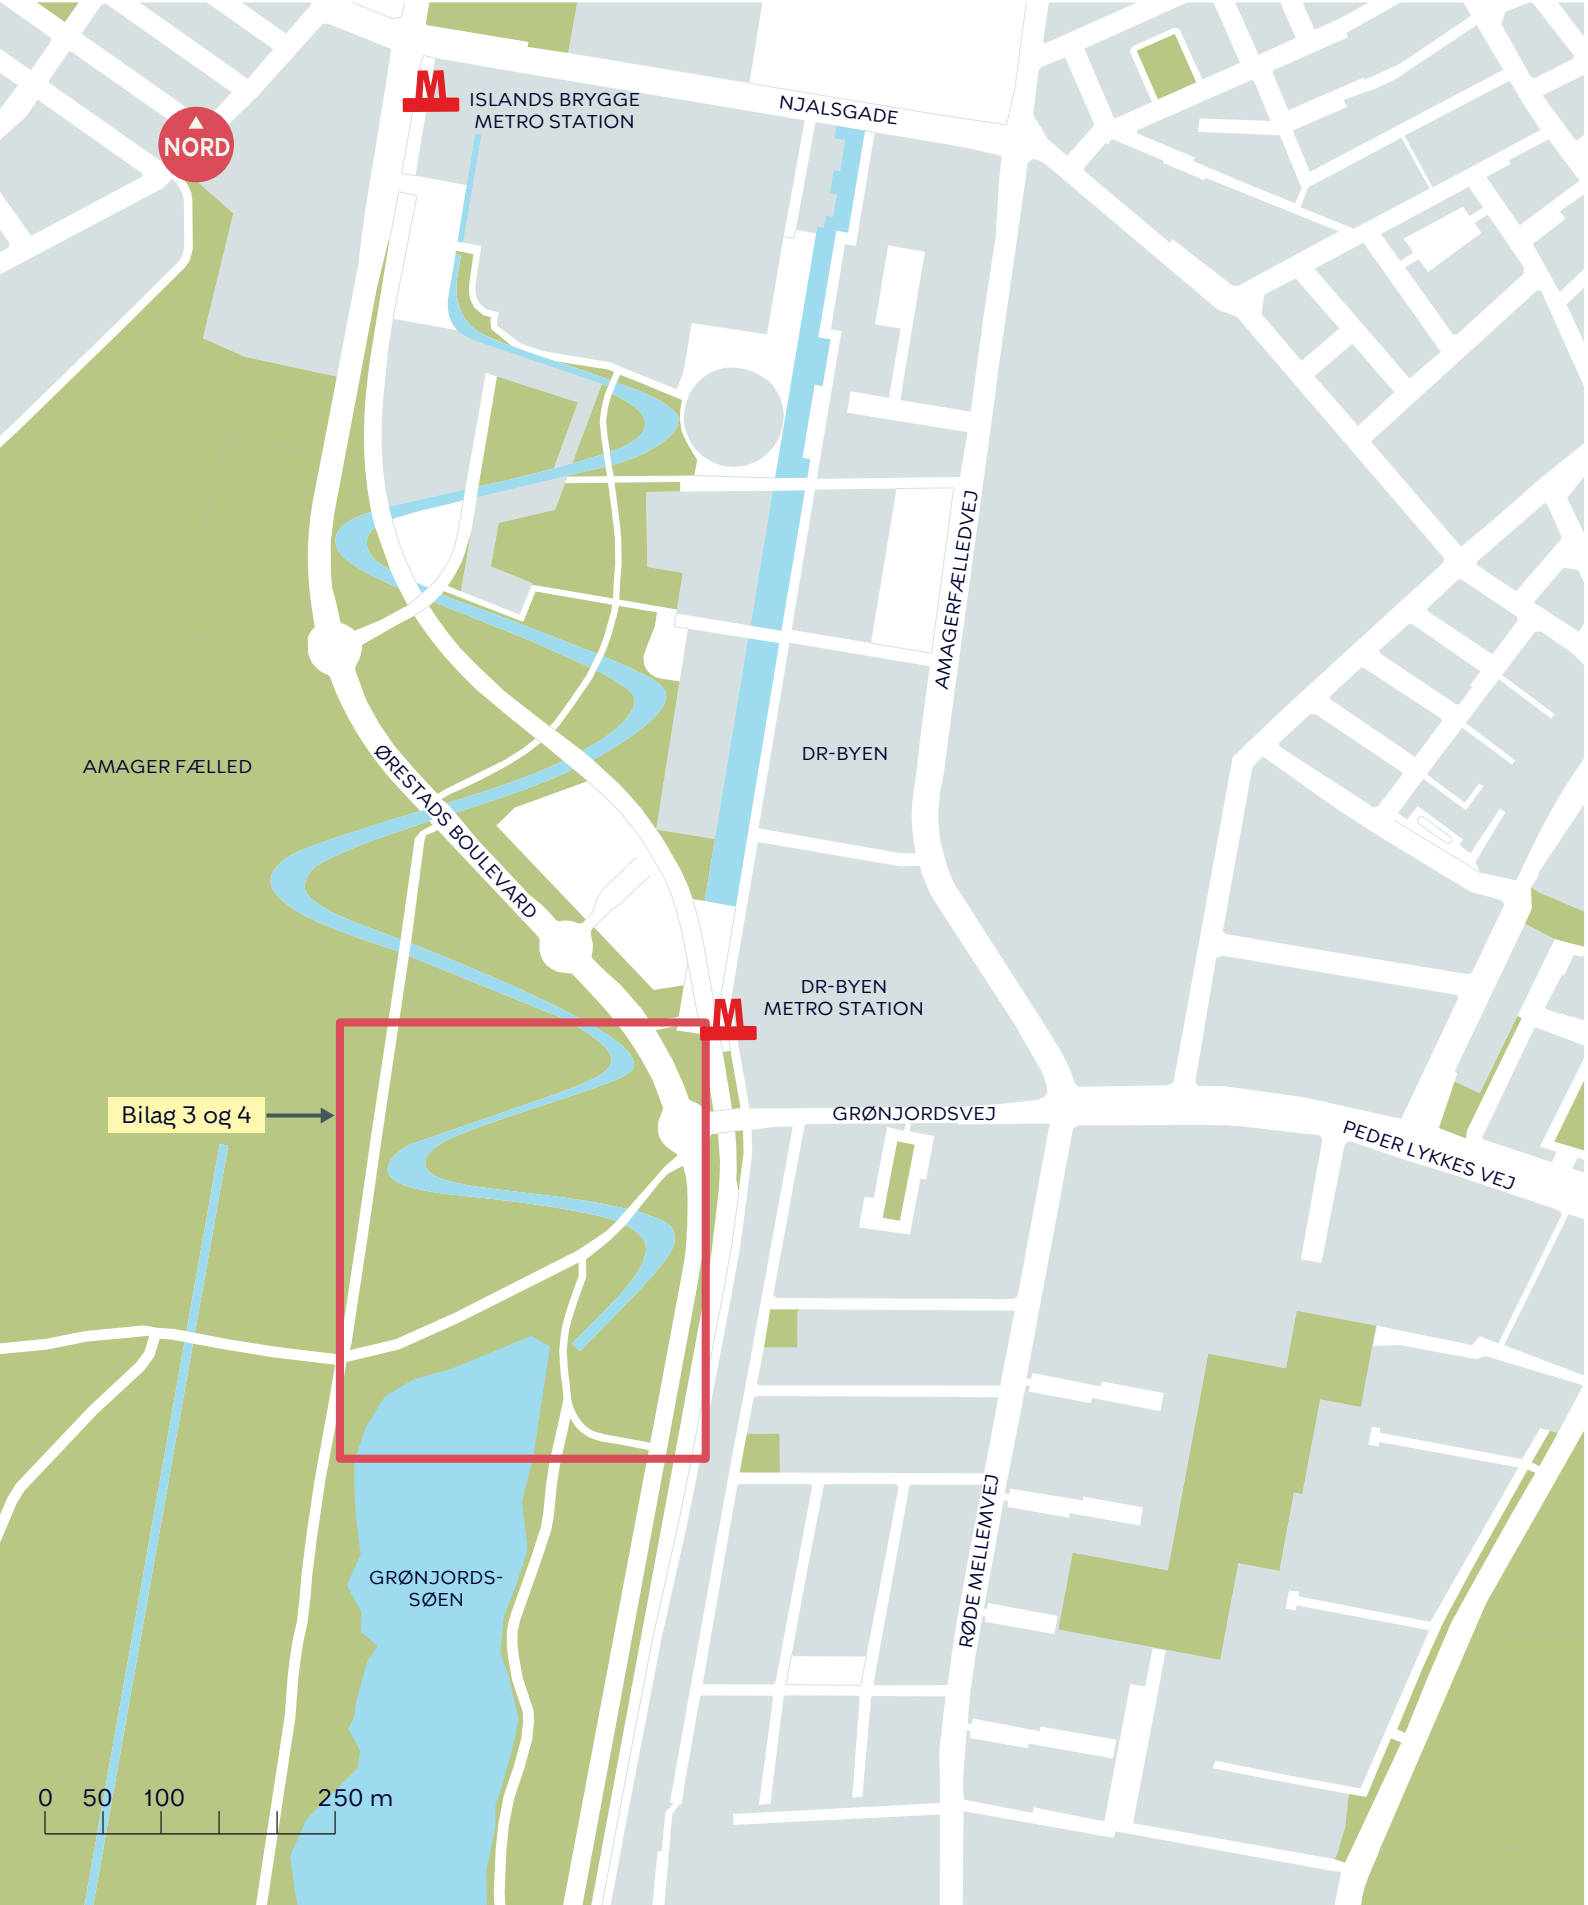 M
ISLANDS BRYGGE
METRO STATION
NJALSGADE
NORD
AMAGERFÆLLEDVEJ
DR-BYEN
AMAGER FÆLLED
ØRESTADS BOULEVARD
DR-BYEN
METRO STATION
M
Bilag 3 og 4
GRØNJORDSVEJ
PEDER LYKKES VEJ
RØDE MELLEMVEJ
GRØNJORDS-
SØEN
0 50 100 250 m